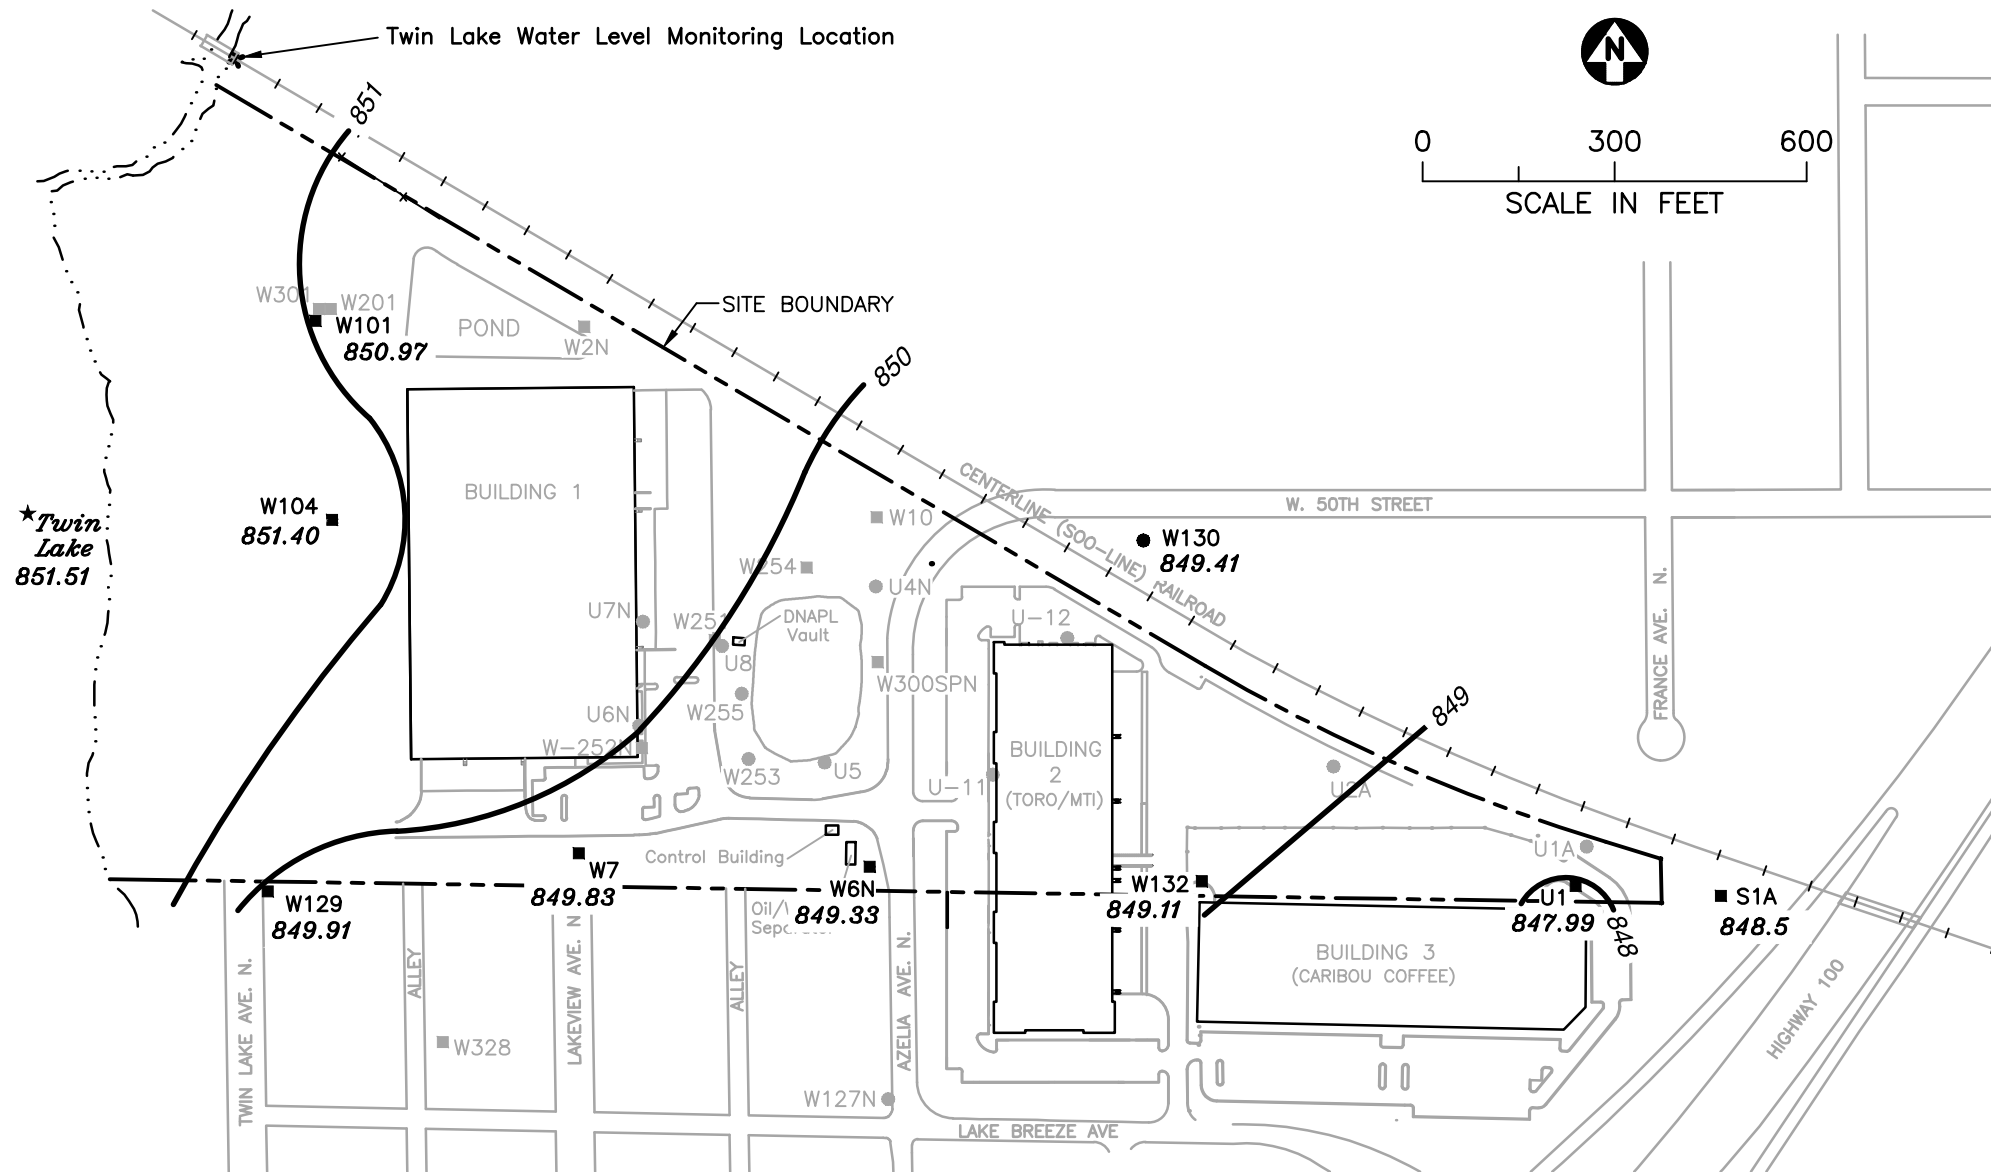 Twin Lake Water Level Monitoring Location
N
851
0 300 600
SCALE IN FEET
W301
W201
W101
850.97
POND
W2N
SITE BOUNDARY
850
BUILDING 1
W104
851.40
Twin
Lake
851.51
W10
CENTERLINE (SOO-LINE) RAILROAD
W. 50TH STREET
W130
849.41
W254
U4N
U7N
W251
DNAPL
Vault
U-12
U8
W300SPN
W255
U6N
W-252N
W253
U5
U-11
BUILDING
2
(TORO/MTI)
849
FRANCE AVE. N.
U2A
Control Building
U1A
W7
849.83
W6N
849.33
W132
849.11
U1
847.99
848
S1A
848.5
W129
849.91
BUILDING 3
(CARIBOU COFFEE)
HIGHWAY 100
TWIN LAKE AVE. N.
ALLEY
LAKEVIEW AVE. N
ALLEY
AZELIA AVE. N.
W328
W127N
LAKE BREEZE AVE